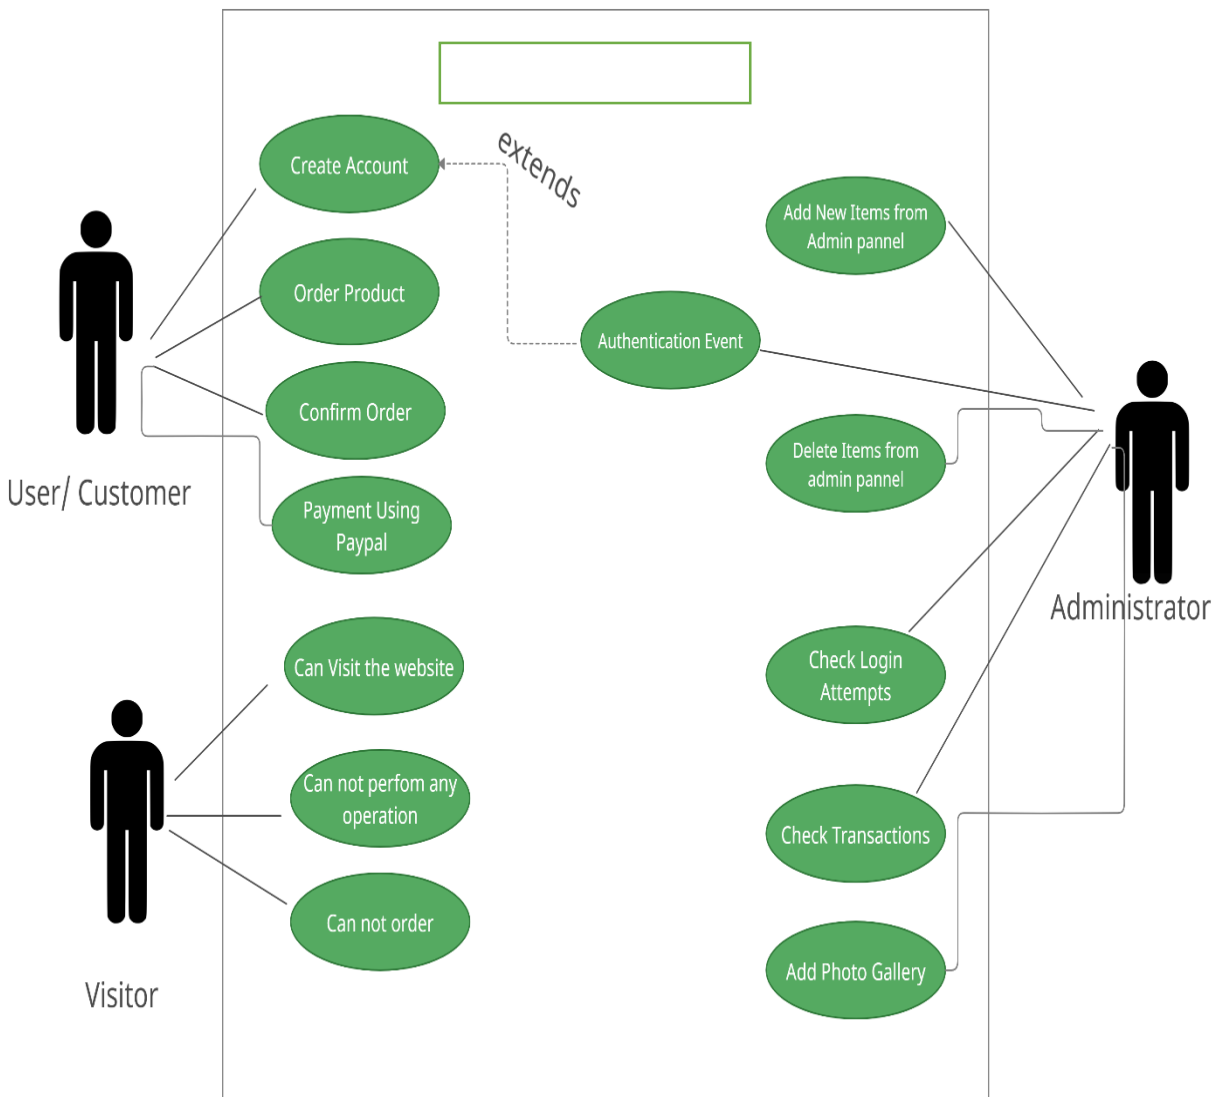 extends
Create Account
Add New Items from
Admin pannel
Order Product
Authentication Event
Confirm Order
Delete Items from
admin pannel
User/ Customer
Payment Using
Paypal
Administrator
Can Visit the website
Check Login
Attempts
Can not perfom any
operation
Check Transactions
Can not order
Add Photo Gallery
Visitor